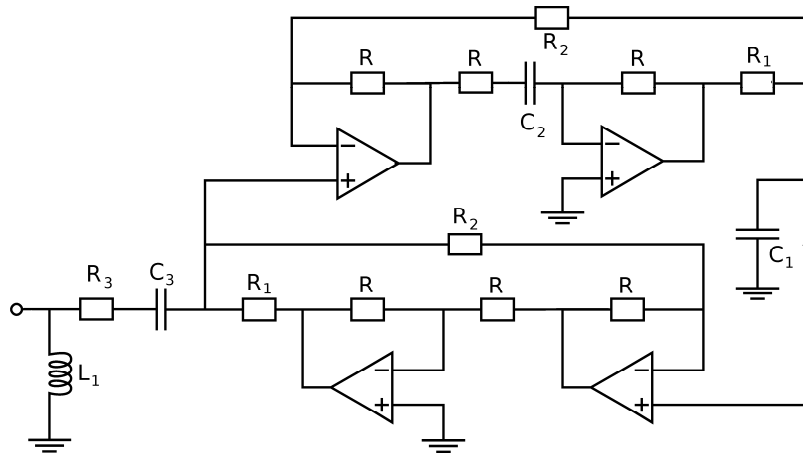 R₂
R R R R₁
C₂
− +
− +
R₂
C₁
R₃ C₃ R₁ R R R
L₁
− +
− +